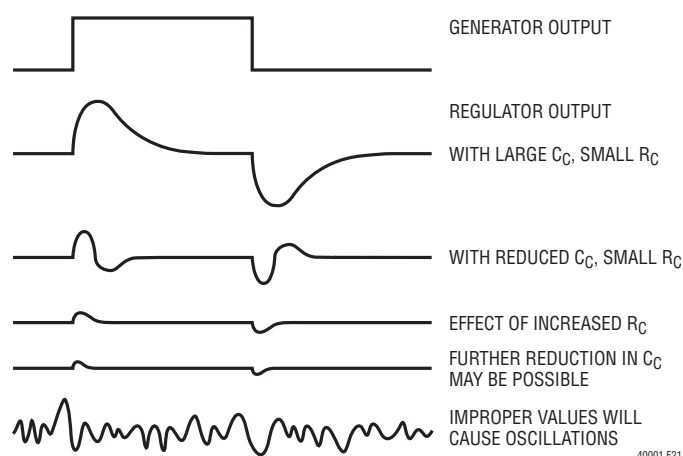 GENERATOR OUTPUT
REGULATOR OUTPUT
WITH LARGE CC, SMALL RC
WITH REDUCED CC, SMALL RC
EFFECT OF INCREASED RC
FURTHER REDUCTION IN CC
MAY BE POSSIBLE
IMPROPER VALUES WILL
CAUSE OSCILLATIONS
40001 F21